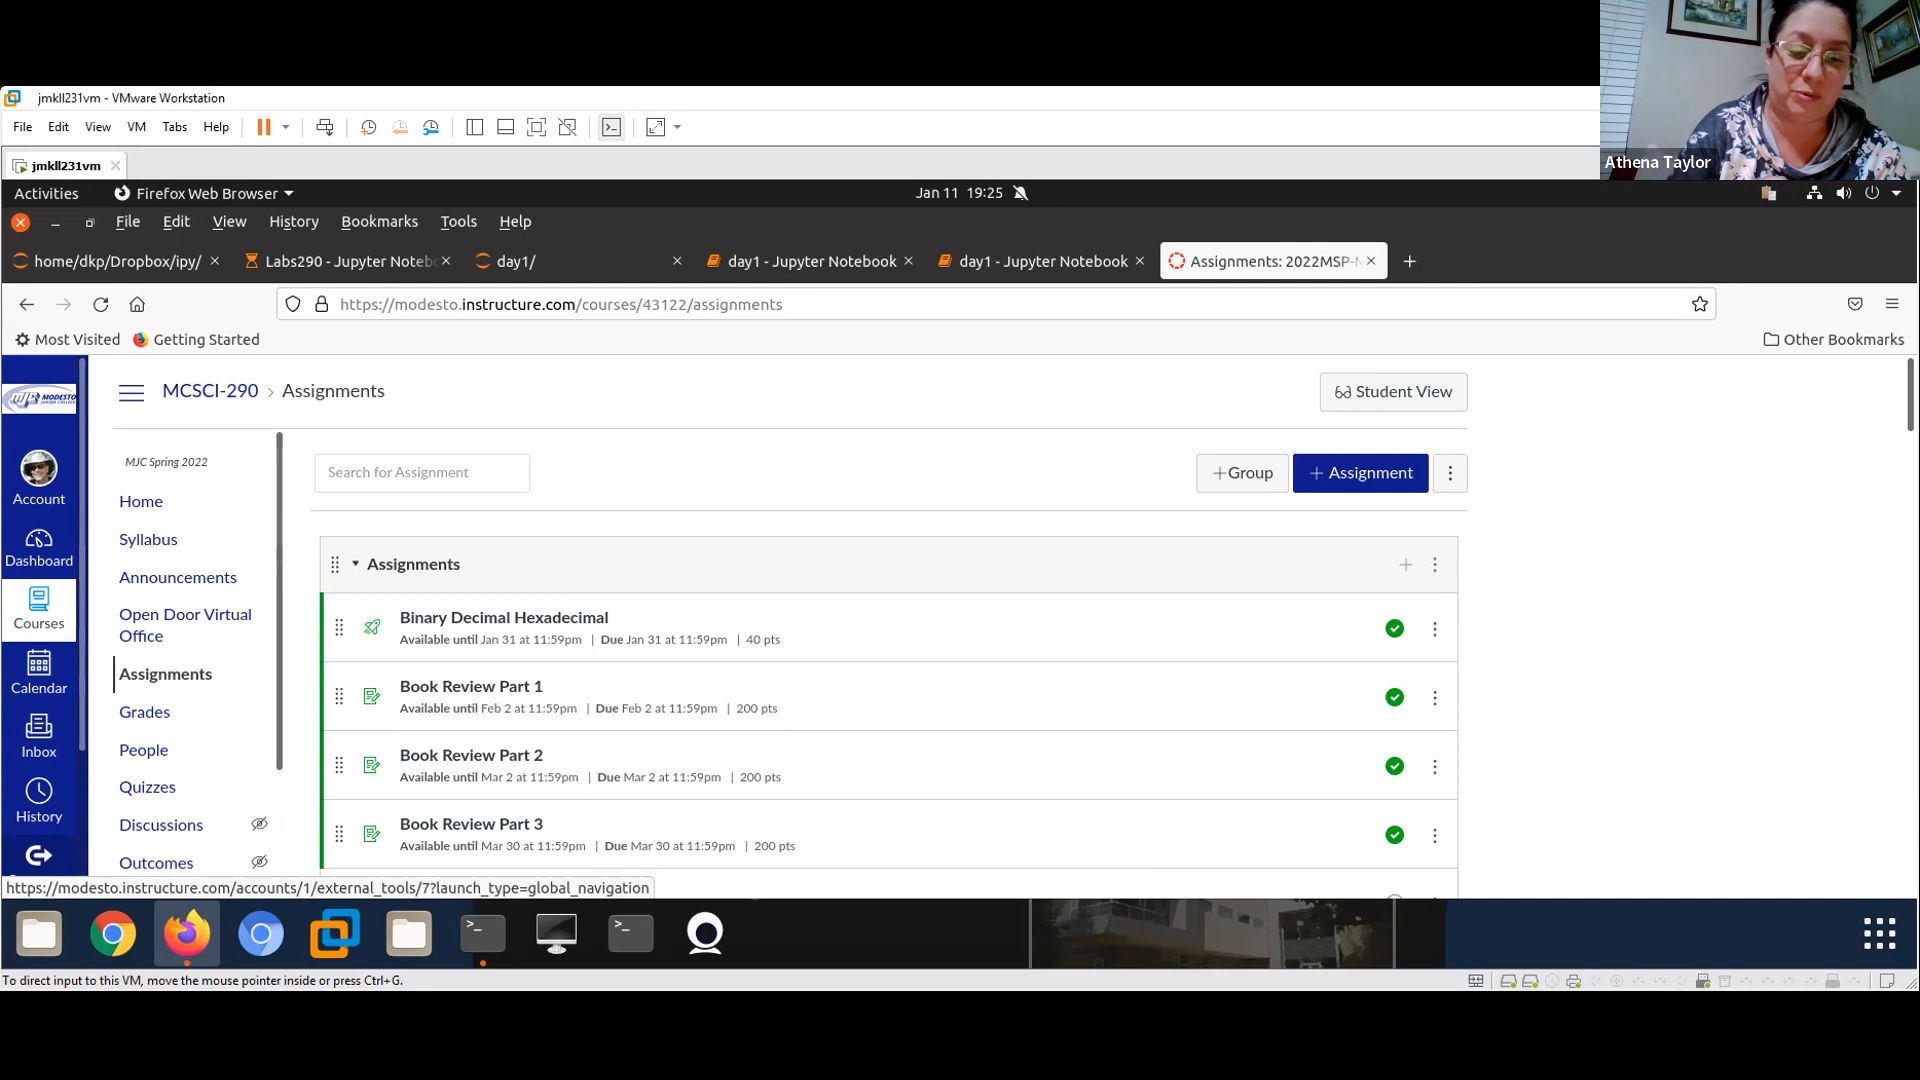 jmkll231vm - VMware Workstation
File Edit View VM Tabs Help
Athena Taylor
jmkll231vm
Activities Firefox Web Browser Jan 11 19:25
File Edit View History Bookmarks Tools Help
home/dkp/Dropbox/ipy/ Labs290 - Jupyter Noteb day1/ day1 - Jupyter Notebook day1 - Jupyter Notebook Assignments: 2022MSP-M
https://modesto.instructure.com/courses/43122/assignments
Most Visited Getting Started Other Bookmarks
MJC MODESTO
JUNIOR COLLEGE
MCSCI-290 › Assignments Student View
MJC Spring 2022
Search for Assignment +Group + Assignment
Account
Dashboard
Courses
Calendar
Inbox
History
Home
Syllabus
Announcements
Open Door Virtual
Office
Assignments
Grades
People
Quizzes
Discussions
Outcomes
Assignments
Binary Decimal Hexadecimal
Available until Jan 31 at 11:59pm | Due Jan 31 at 11:59pm | 40 pts
Book Review Part 1
Available until Feb 2 at 11:59pm | Due Feb 2 at 11:59pm | 200 pts
Book Review Part 2
Available until Mar 2 at 11:59pm | Due Mar 2 at 11:59pm | 200 pts
Book Review Part 3
Available until Mar 30 at 11:59pm | Due Mar 30 at 11:59pm | 200 pts
https://modesto.instructure.com/accounts/1/external_tools/7?launch_type=global_navigation
To direct input to this VM, move the mouse pointer inside or press Ctrl+G.